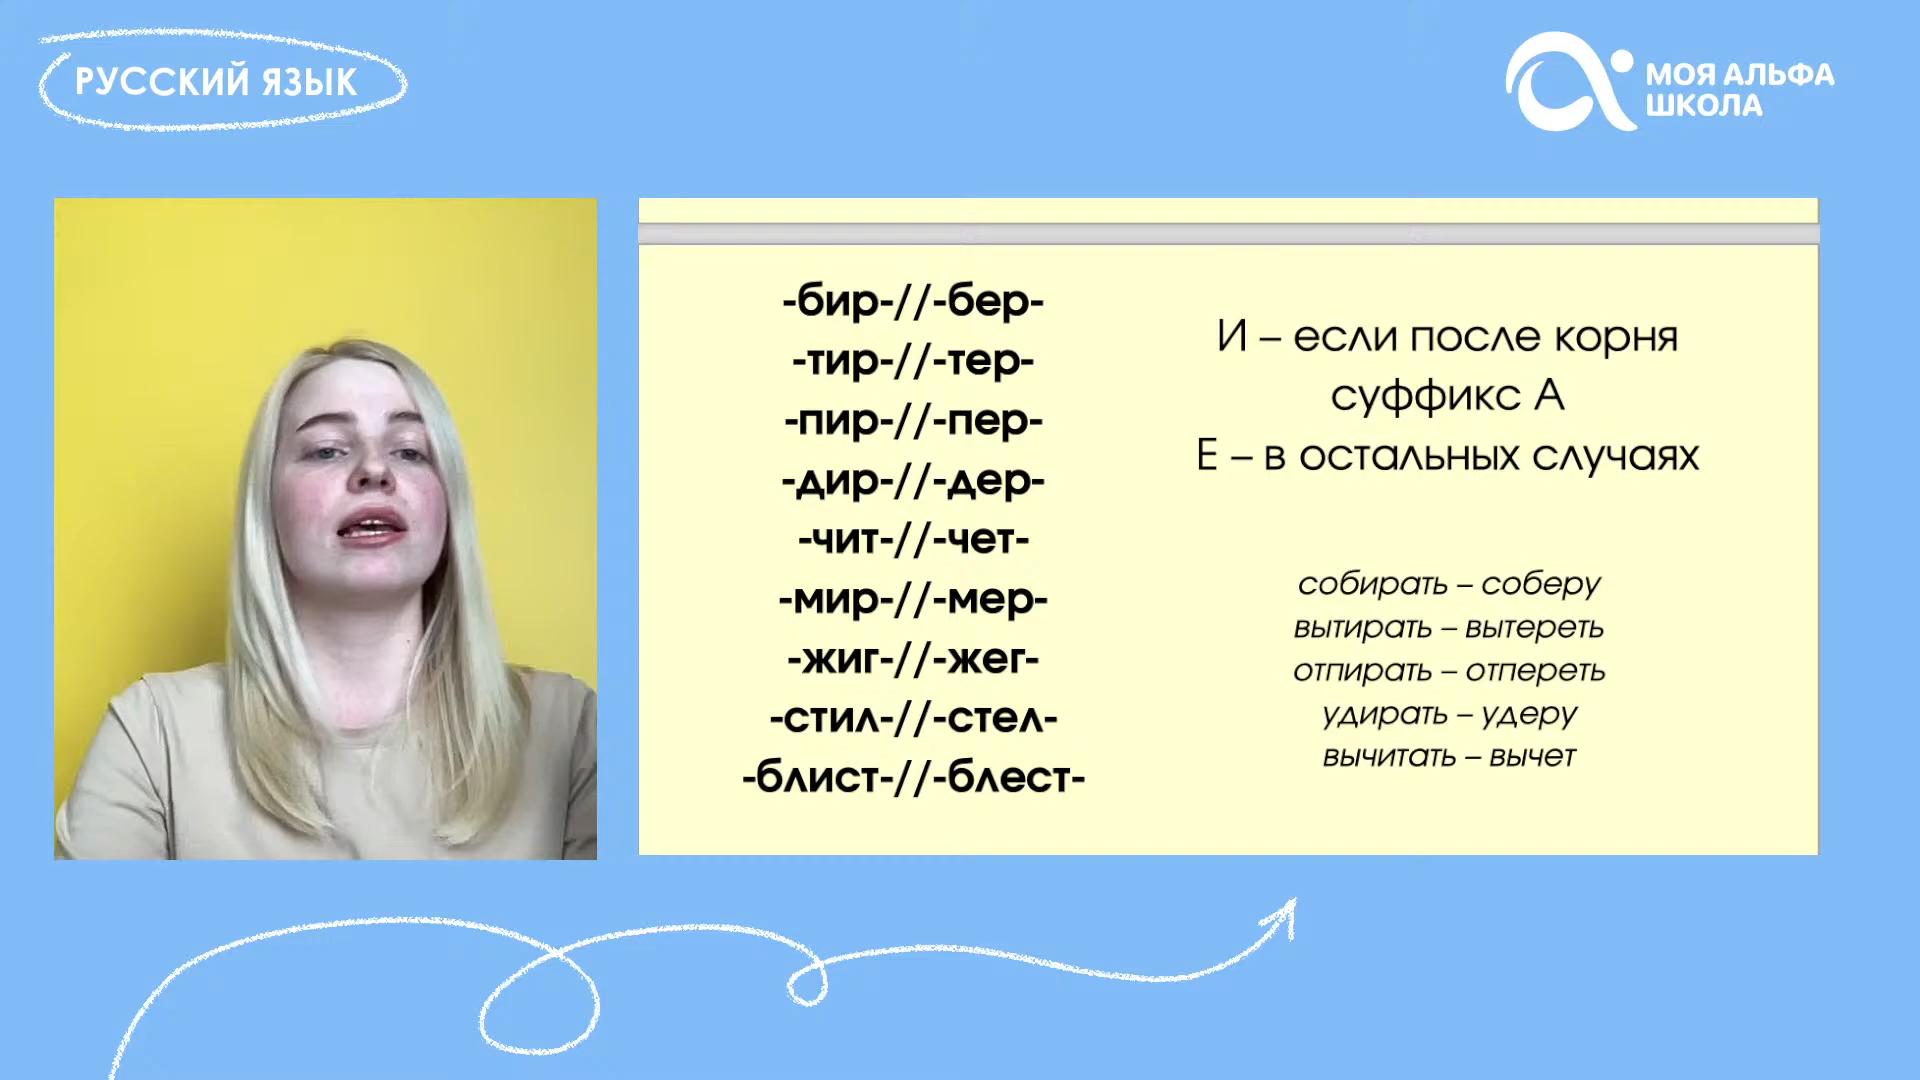 РУССКИЙ ЯЗЫК
МОЯ АЛЬФА
ШКОЛА
-бир-//-бер-
-тир-//-тер-
-пир-//-пер-
-дир-//-дер-
-чит-//-чет-
-мир-//-мер-
-жиг-//-жег-
-стил-//-стел-
-блист-//-блест-
И – если после корня
суффикс А
Е – в остальных случаях
собирать – соберу
вытирать – вытереть
отпирать – отпереть
удирать – удеру
вычитать – вычет